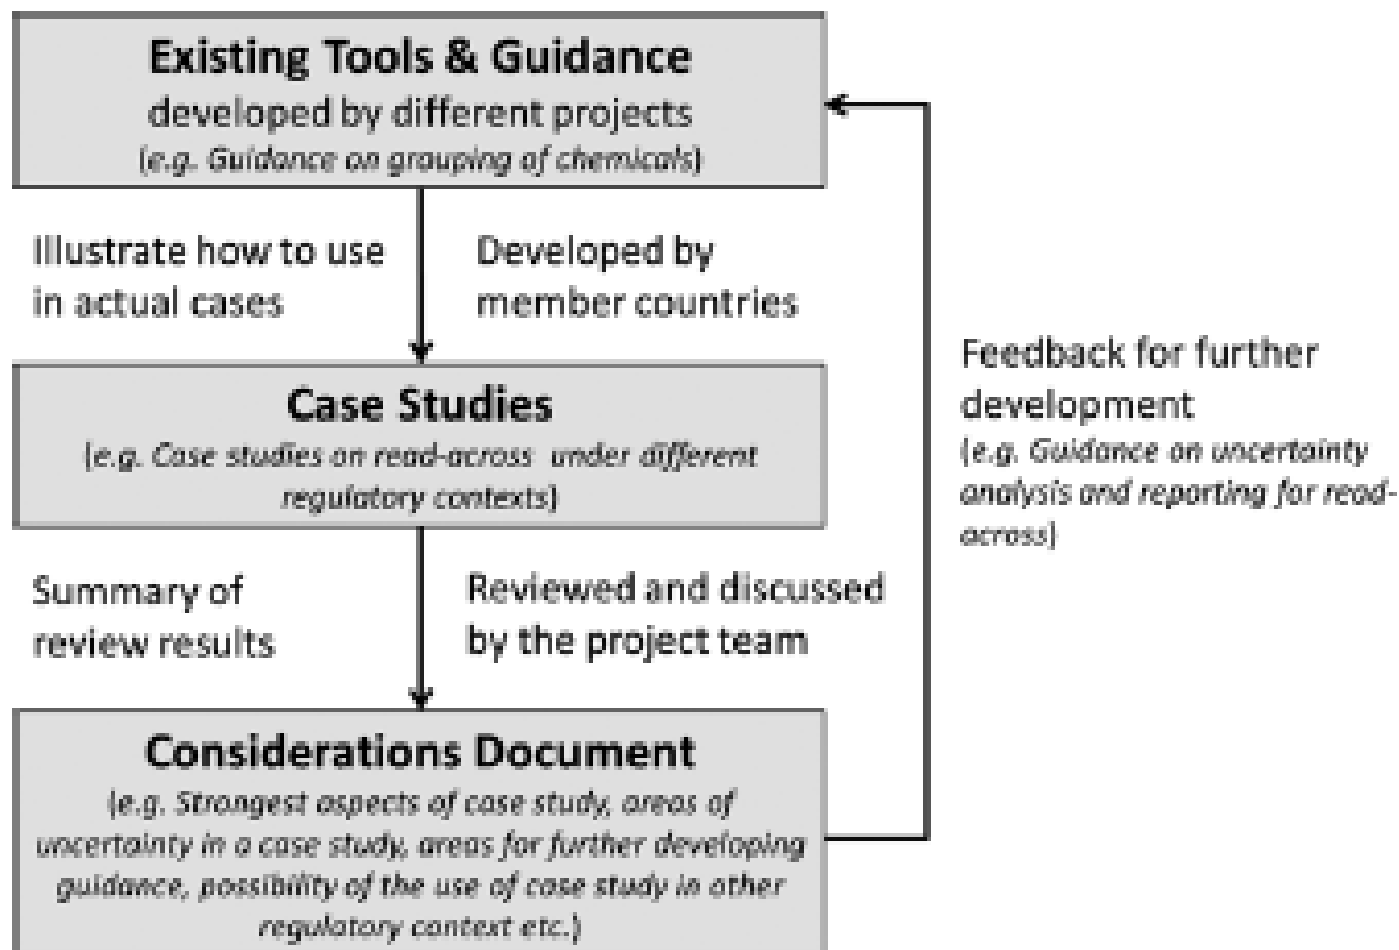 Existing Tools & Guidance
developed by different projects
(e.g. Guidance on grouping of chemicals)
Illustrate how to use
in actual cases
Developed by
member countries
Case Studies
(e.g. Case studies on read-across under different
regulatory contexts)
Summary of
review results
Reviewed and discussed
by the project team
Considerations Document
(e.g. Strongest aspects of case study, areas of
uncertainty in a case study, areas for further developing
guidance, possibility of the use of case study in other
regulatory context etc.)
Feedback for further
development
(e.g. Guidance on uncertainty
analysis and reporting for read-
across)